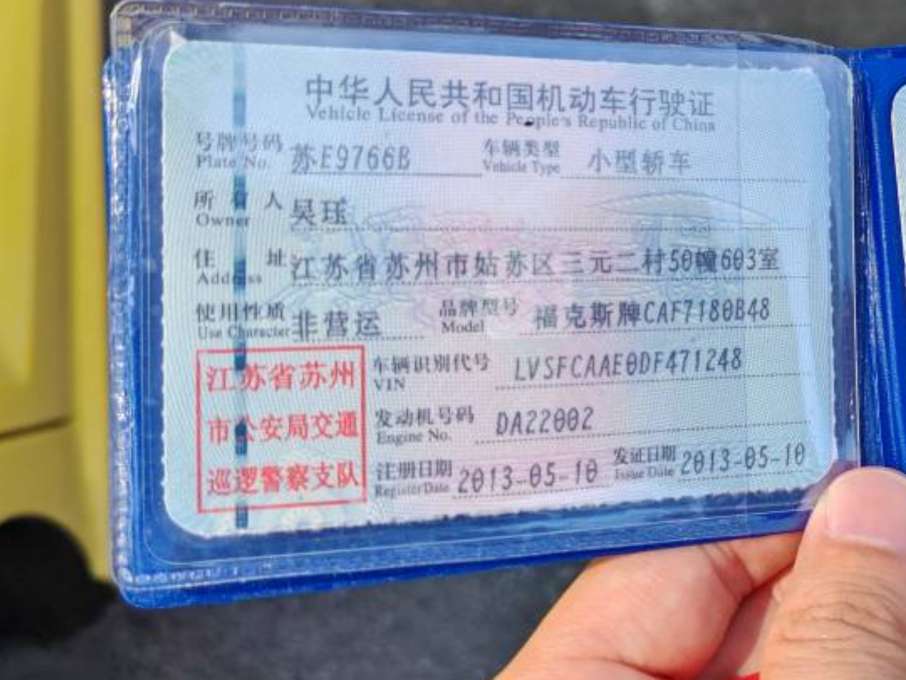 中华人民共和国机动车行驶证
Vehicle License of the People's Republic of China
号牌号码 苏E9766B 车辆类型 小型轿车
Plate No. Vehicle Type
所有人 吴珏
Owner
住址 江苏省苏州市姑苏区三元二村50幢603室
Address
使用性质 非营运 品牌型号 福克斯牌CAF7180B48
Use Character Model
江苏省苏州 车辆识别代号 LVSFCAAE0DF471248
VIN
市公安局交通 发动机号码 DA22002
Engine No.
巡逻警察支队 注册日期 2013-05-10 发证日期 2013-05-10
Register Date Issue Date